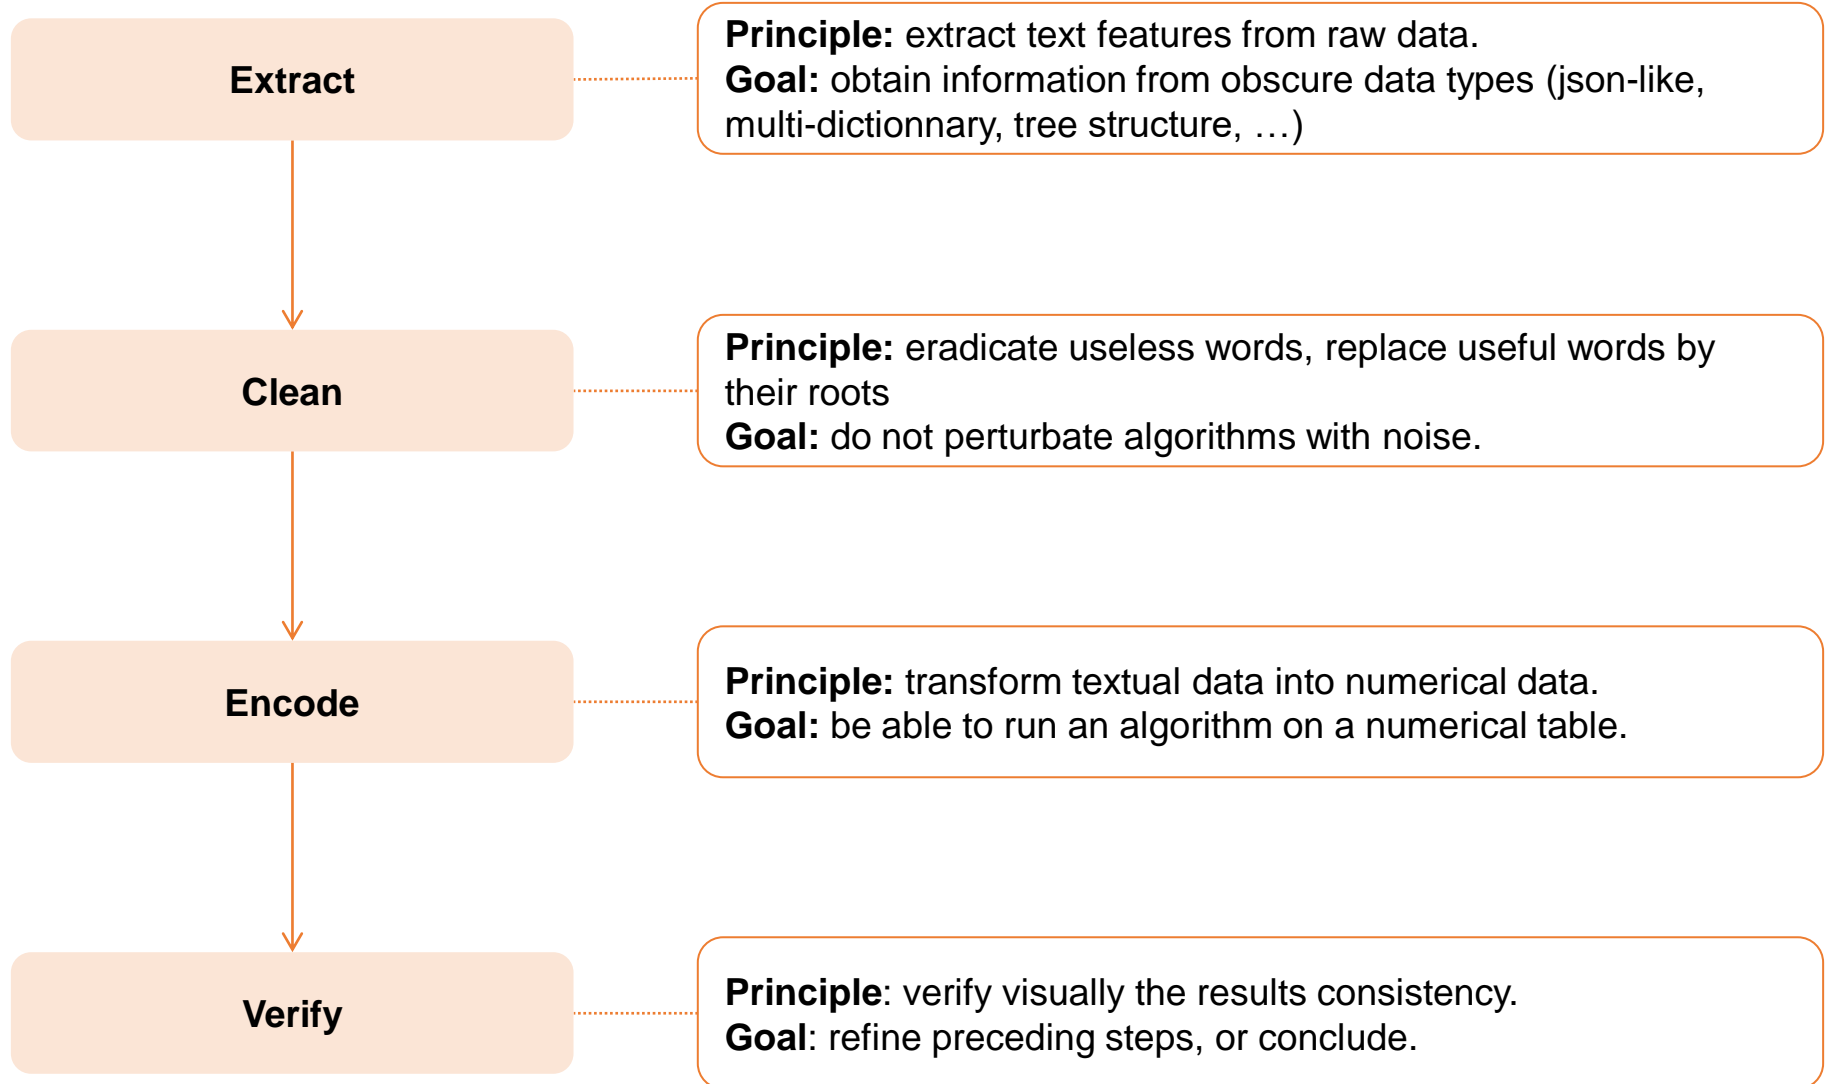 Extract
Principle: extract text features from raw data.
Goal: obtain information from obscure data types (json-like,
multi-dictionnary, tree structure, …)
Clean
Principle: eradicate useless words, replace useful words by
their roots
Goal: do not perturbate algorithms with noise.
Encode
Principle: transform textual data into numerical data.
Goal: be able to run an algorithm on a numerical table.
Verify
Principle: verify visually the results consistency.
Goal: refine preceding steps, or conclude.